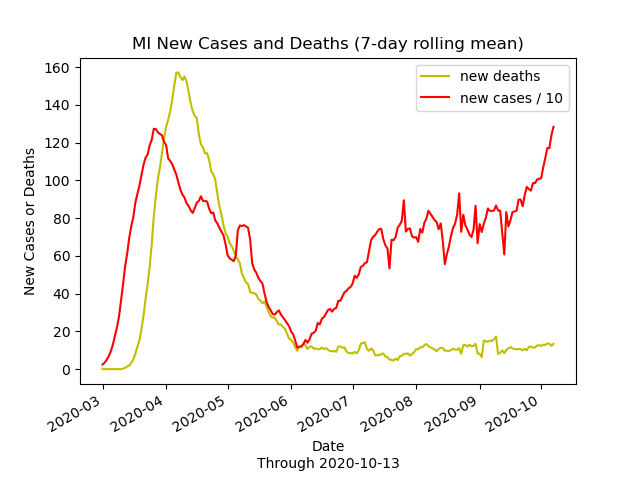 MI New Cases and Deaths (7-day rolling mean)
new deaths
new cases / 10
New Cases or Deaths
160
140
120
100
80
60
40
20
0
2020-03
2020-04
2020-05
2020-06
2020-07
2020-08
2020-09
2020-10
Date
Through 2020-10-13